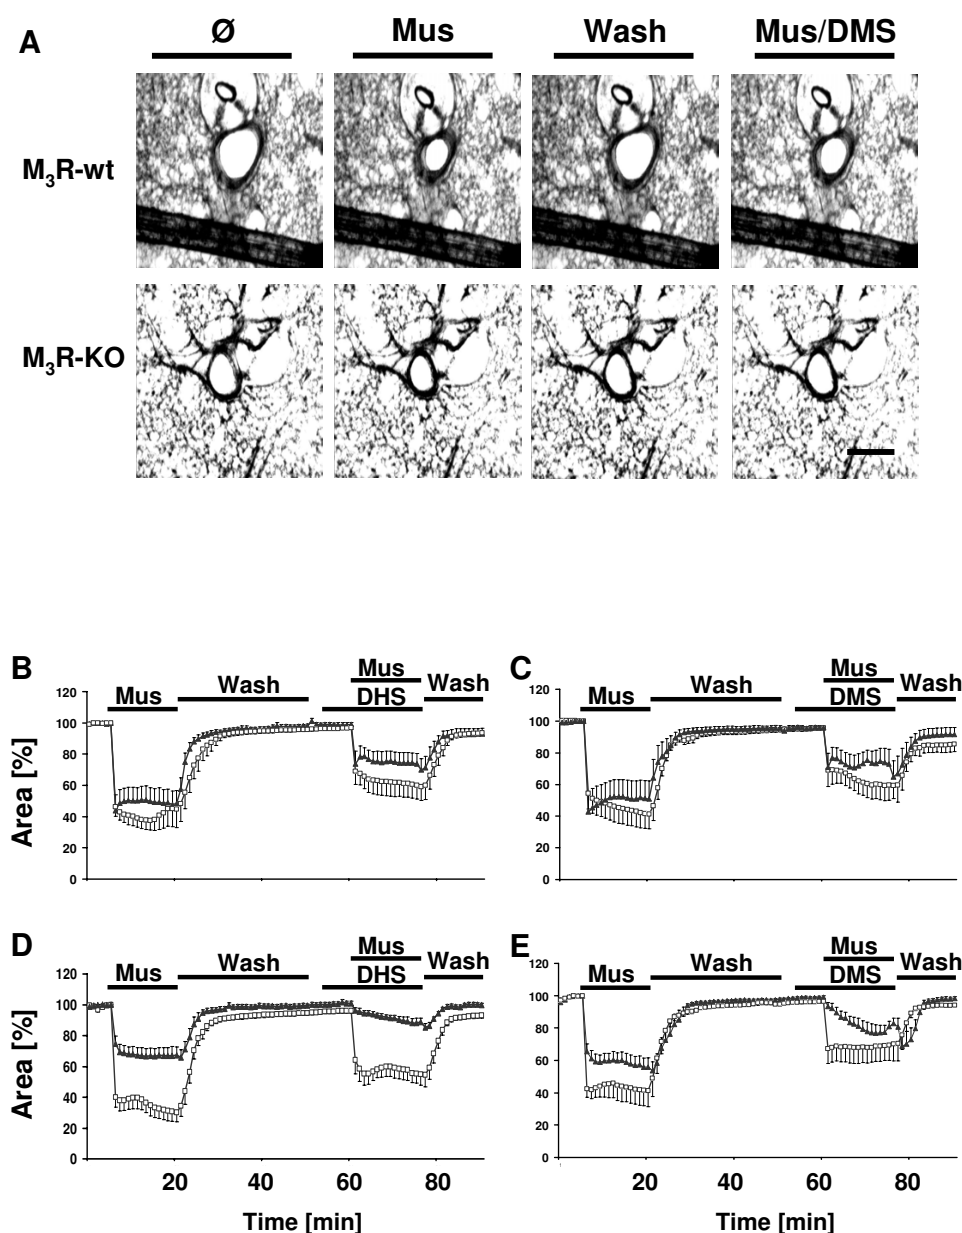 A
Ø Mus Wash Mus/DMS
M₃R-wt
M₃R-KO
B
Mus
Mus Wash DHS Wash
Area [%]
120
100
80
60
40
20
0
C
Mus
Mus Wash DMS Wash
120
100
80
60
40
20
0
D
Mus
Mus Wash DHS Wash
Area [%]
120
100
80
60
40
20
0
20 40 60 80
Time [min]
E
Mus
Mus Wash DMS Wash
120
100
80
60
40
20
0
20 40 60 80
Time [min]